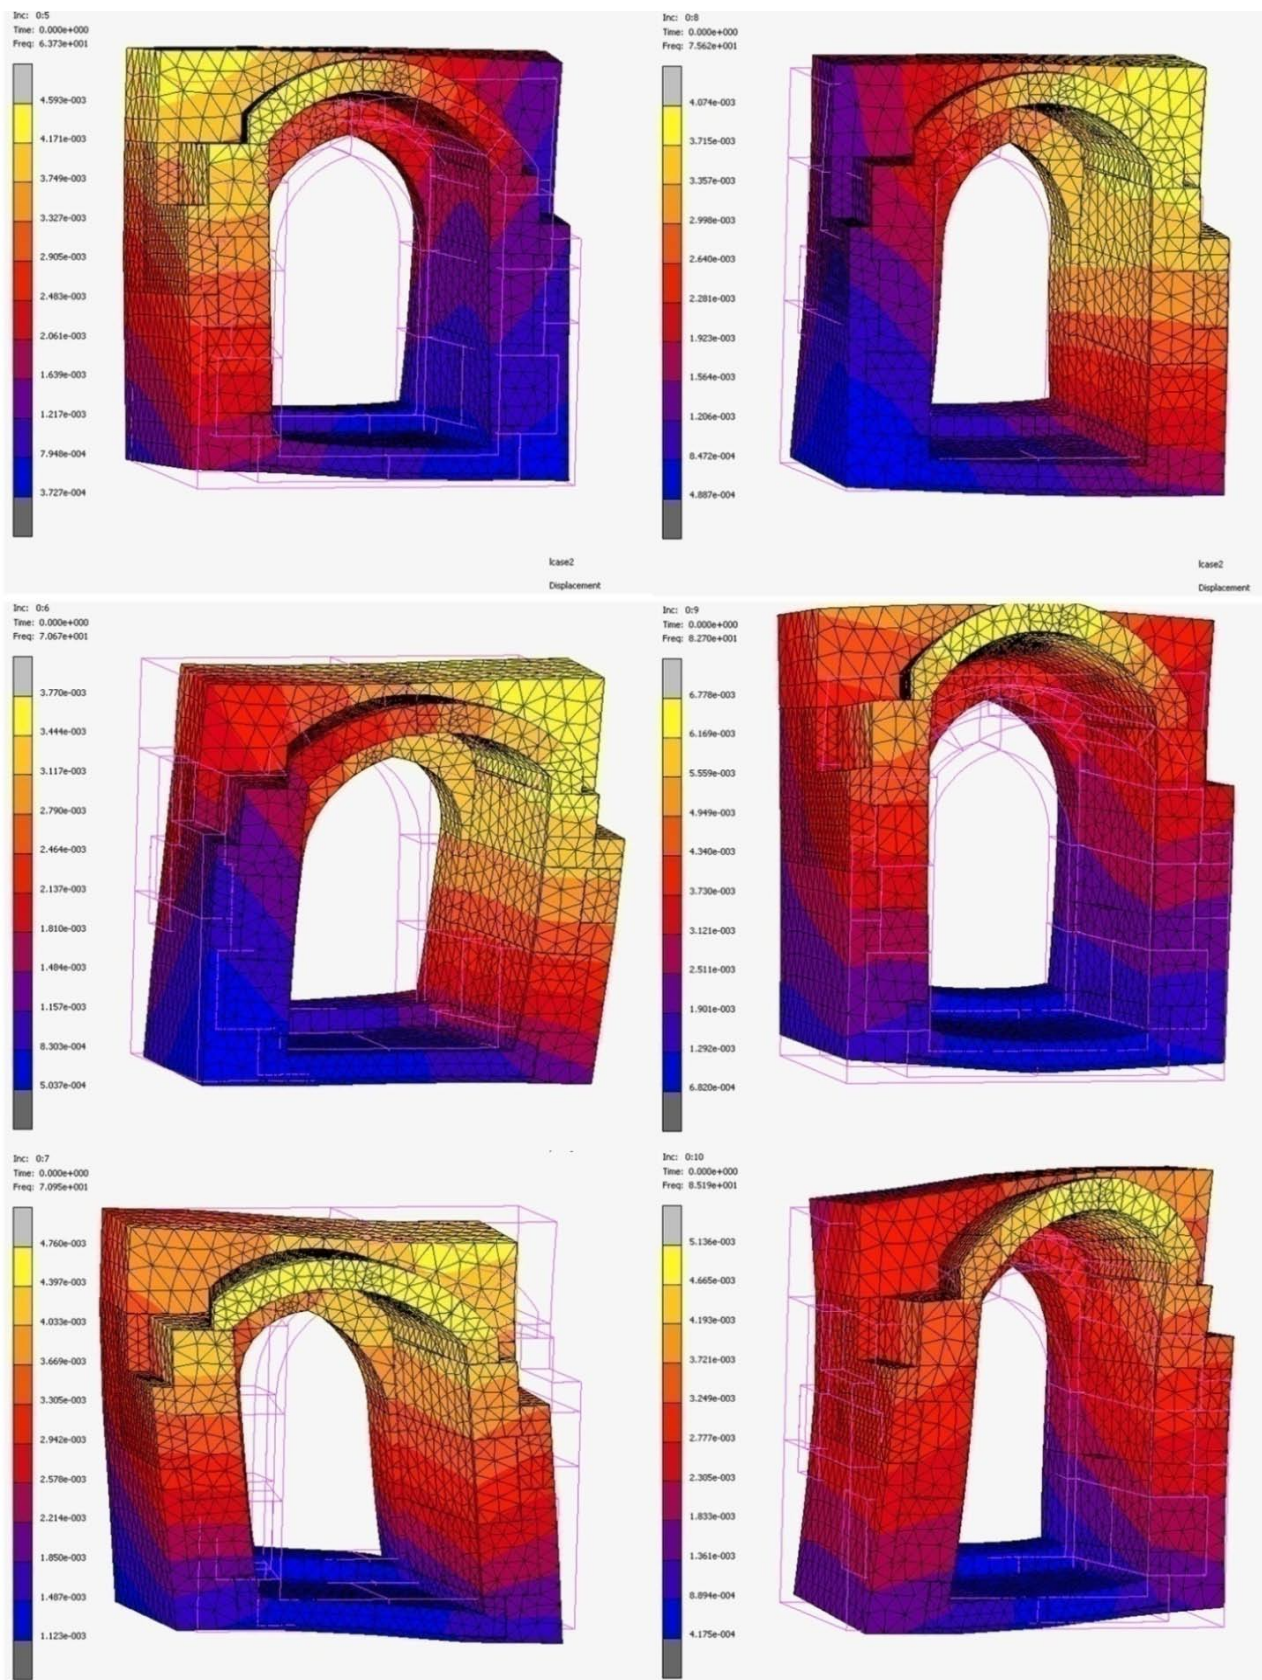 Inc: 0:5
Time: 0.000e+000
Freq: 6.373e+001
4.593e-003
4.171e-003
3.749e-003
3.327e-003
2.905e-003
2.483e-003
2.061e-003
1.639e-003
1.217e-003
7.948e-004
3.727e-004
lcase2
Displacement
Inc: 0:8
Time: 0.000e+000
Freq: 7.562e+001
4.074e-003
3.715e-003
3.357e-003
2.998e-003
2.640e-003
2.281e-003
1.923e-003
1.564e-003
1.206e-003
8.472e-004
4.887e-004
lcase2
Displacement
Inc: 0:6
Time: 0.000e+000
Freq: 7.067e+001
3.770e-003
3.444e-003
3.117e-003
2.790e-003
2.464e-003
2.137e-003
1.810e-003
1.484e-003
1.157e-003
8.303e-004
5.037e-004
Inc: 0:9
Time: 0.000e+000
Freq: 8.270e+001
6.778e-003
6.169e-003
5.559e-003
4.949e-003
4.340e-003
3.730e-003
3.121e-003
2.511e-003
1.901e-003
1.292e-003
6.820e-004
Inc: 0:7
Time: 0.000e+000
Freq: 7.095e+001
4.760e-003
4.397e-003
4.033e-003
3.669e-003
3.305e-003
2.942e-003
2.578e-003
2.214e-003
1.850e-003
1.487e-003
1.123e-003
Inc: 0:10
Time: 0.000e+000
Freq: 8.519e+001
5.136e-003
4.665e-003
4.193e-003
3.721e-003
3.249e-003
2.777e-003
2.305e-003
1.833e-003
1.361e-003
8.894e-004
4.175e-004